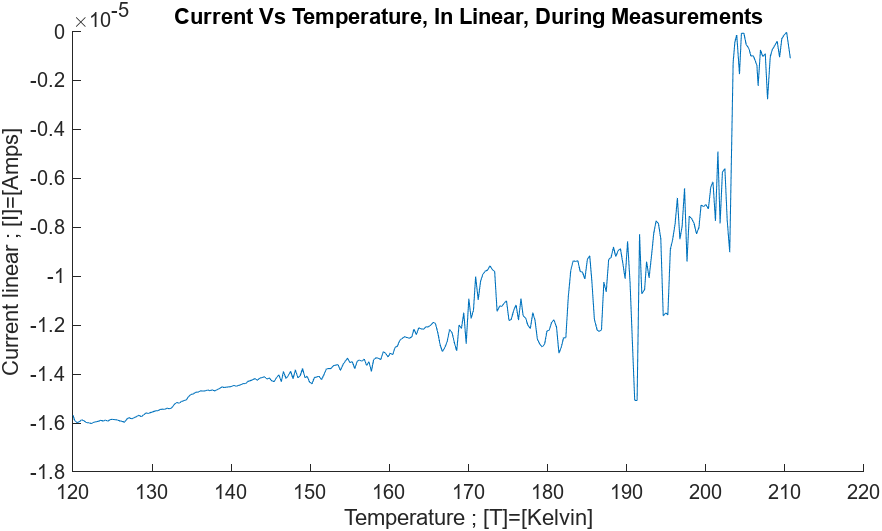 ×10-5
Current Vs Temperature, In Linear, During Measurements
0
-0.2
-0.4
-0.6
-0.8
-1
-1.2
-1.4
-1.6
-1.8
Current linear ; [I]=[Amps]
120 130 140 150 160 170 180 190 200 210 220
Temperature ; [T]=[Kelvin]